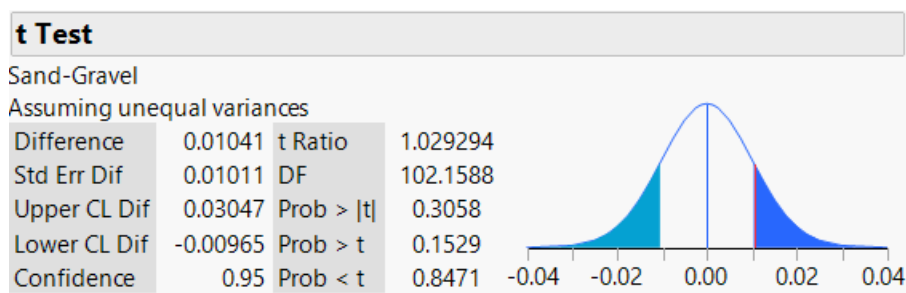 t Test
Sand-Gravel
Assuming unequal variances
Difference 0.01041 t Ratio 1.029294
Std Err Dif 0.01011 DF 102.1588
Upper CL Dif 0.03047 Prob > |t| 0.3058
Lower CL Dif -0.00965 Prob > t 0.1529
Confidence 0.95 Prob < t 0.8471
-0.04 -0.02 0.00 0.02 0.04